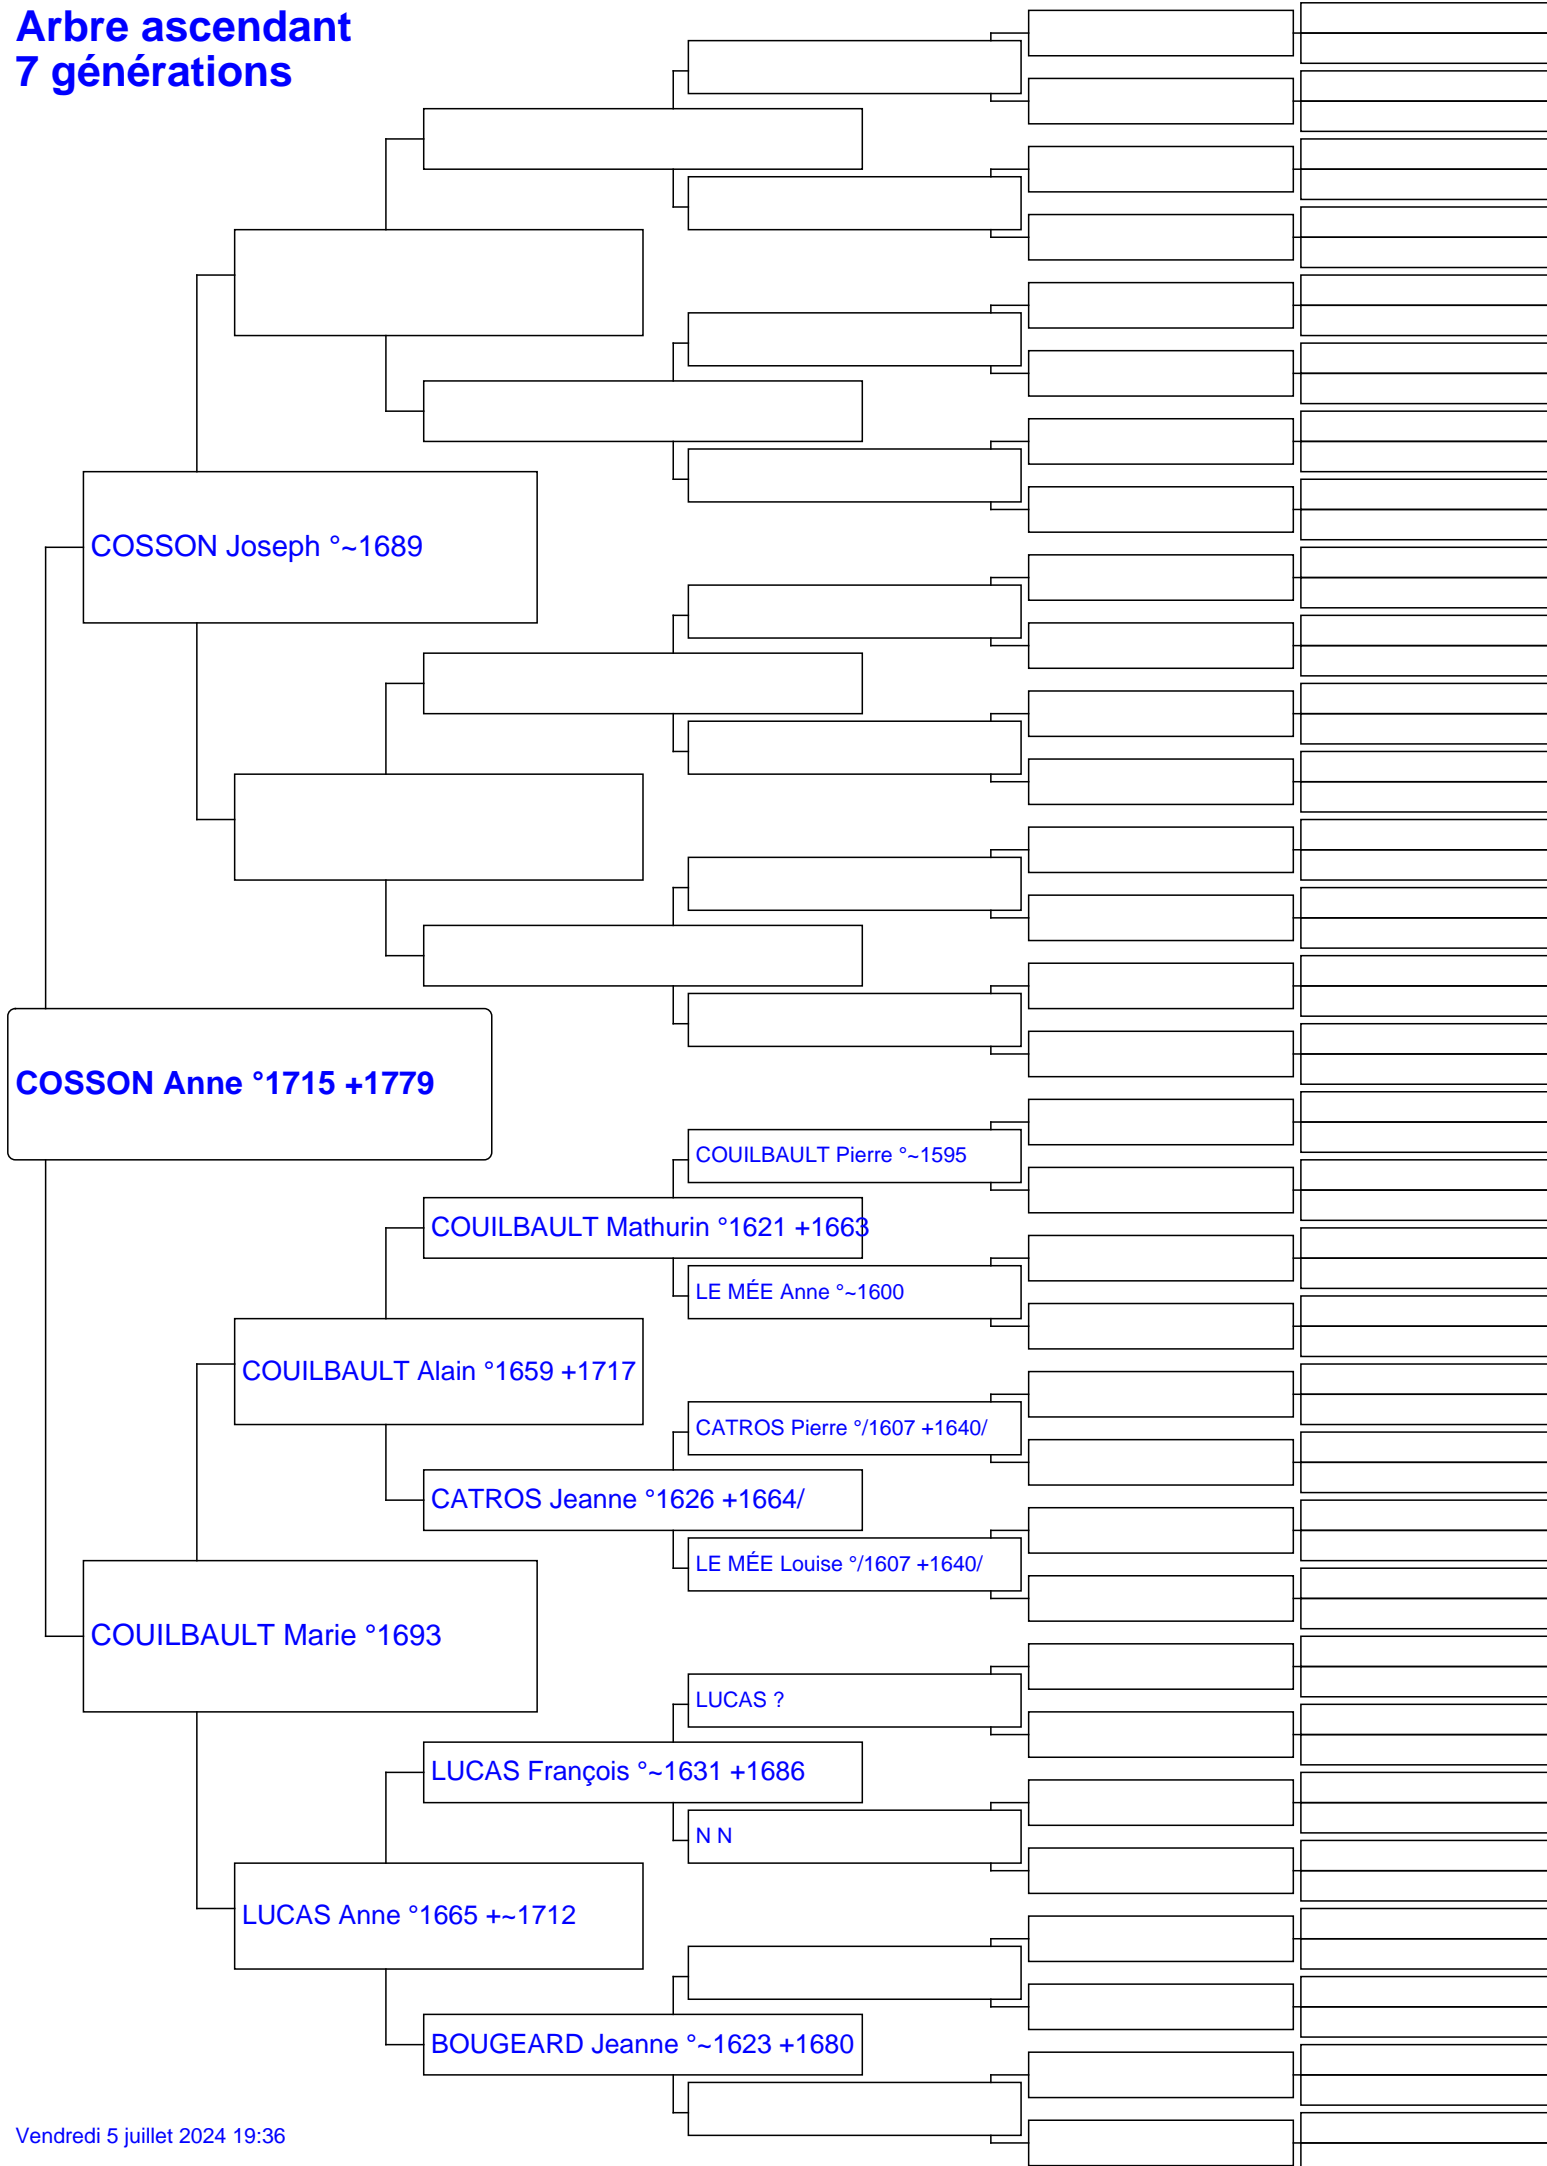 Arbre ascendant
7 générations
COSSON Joseph °~1689
COSSON Anne °1715 +1779
COUILBAULT Pierre °~1595
COUILBAULT Mathurin °1621 +1663
LE MÉE Anne °~1600
COUILBAULT Alain °1659 +1717
CATROS Pierre °/1607 +1640/
CATROS Jeanne °1626 +1664/
LE MÉE Louise °/1607 +1640/
COUILBAULT Marie °1693
LUCAS ?
LUCAS François °~1631 +1686
N N
LUCAS Anne °1665 +~1712
BOUGEARD Jeanne °~1623 +1680
Vendredi 5 juillet 2024 19:36